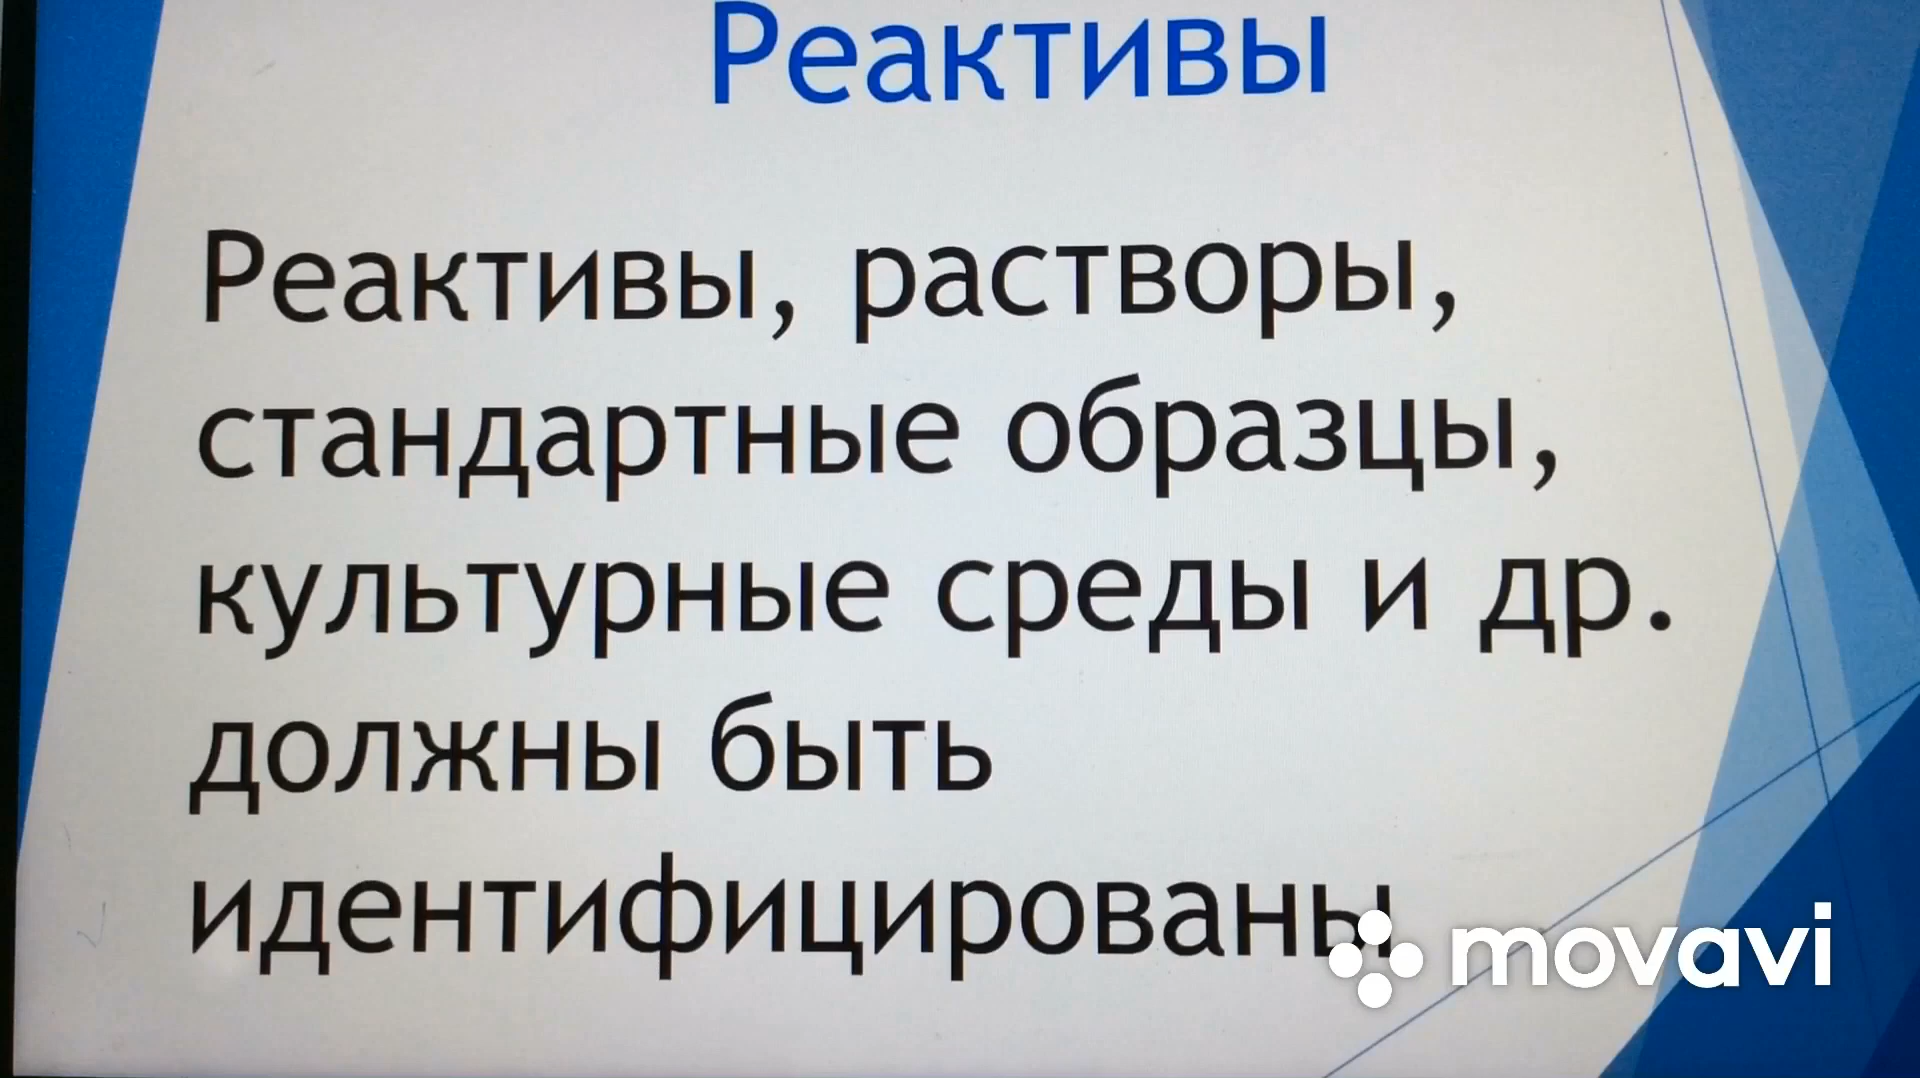 Реактивы
Реактивы, растворы,
стандартные образцы,
культурные среды и др.
должны быть
идентифицированы
movavi